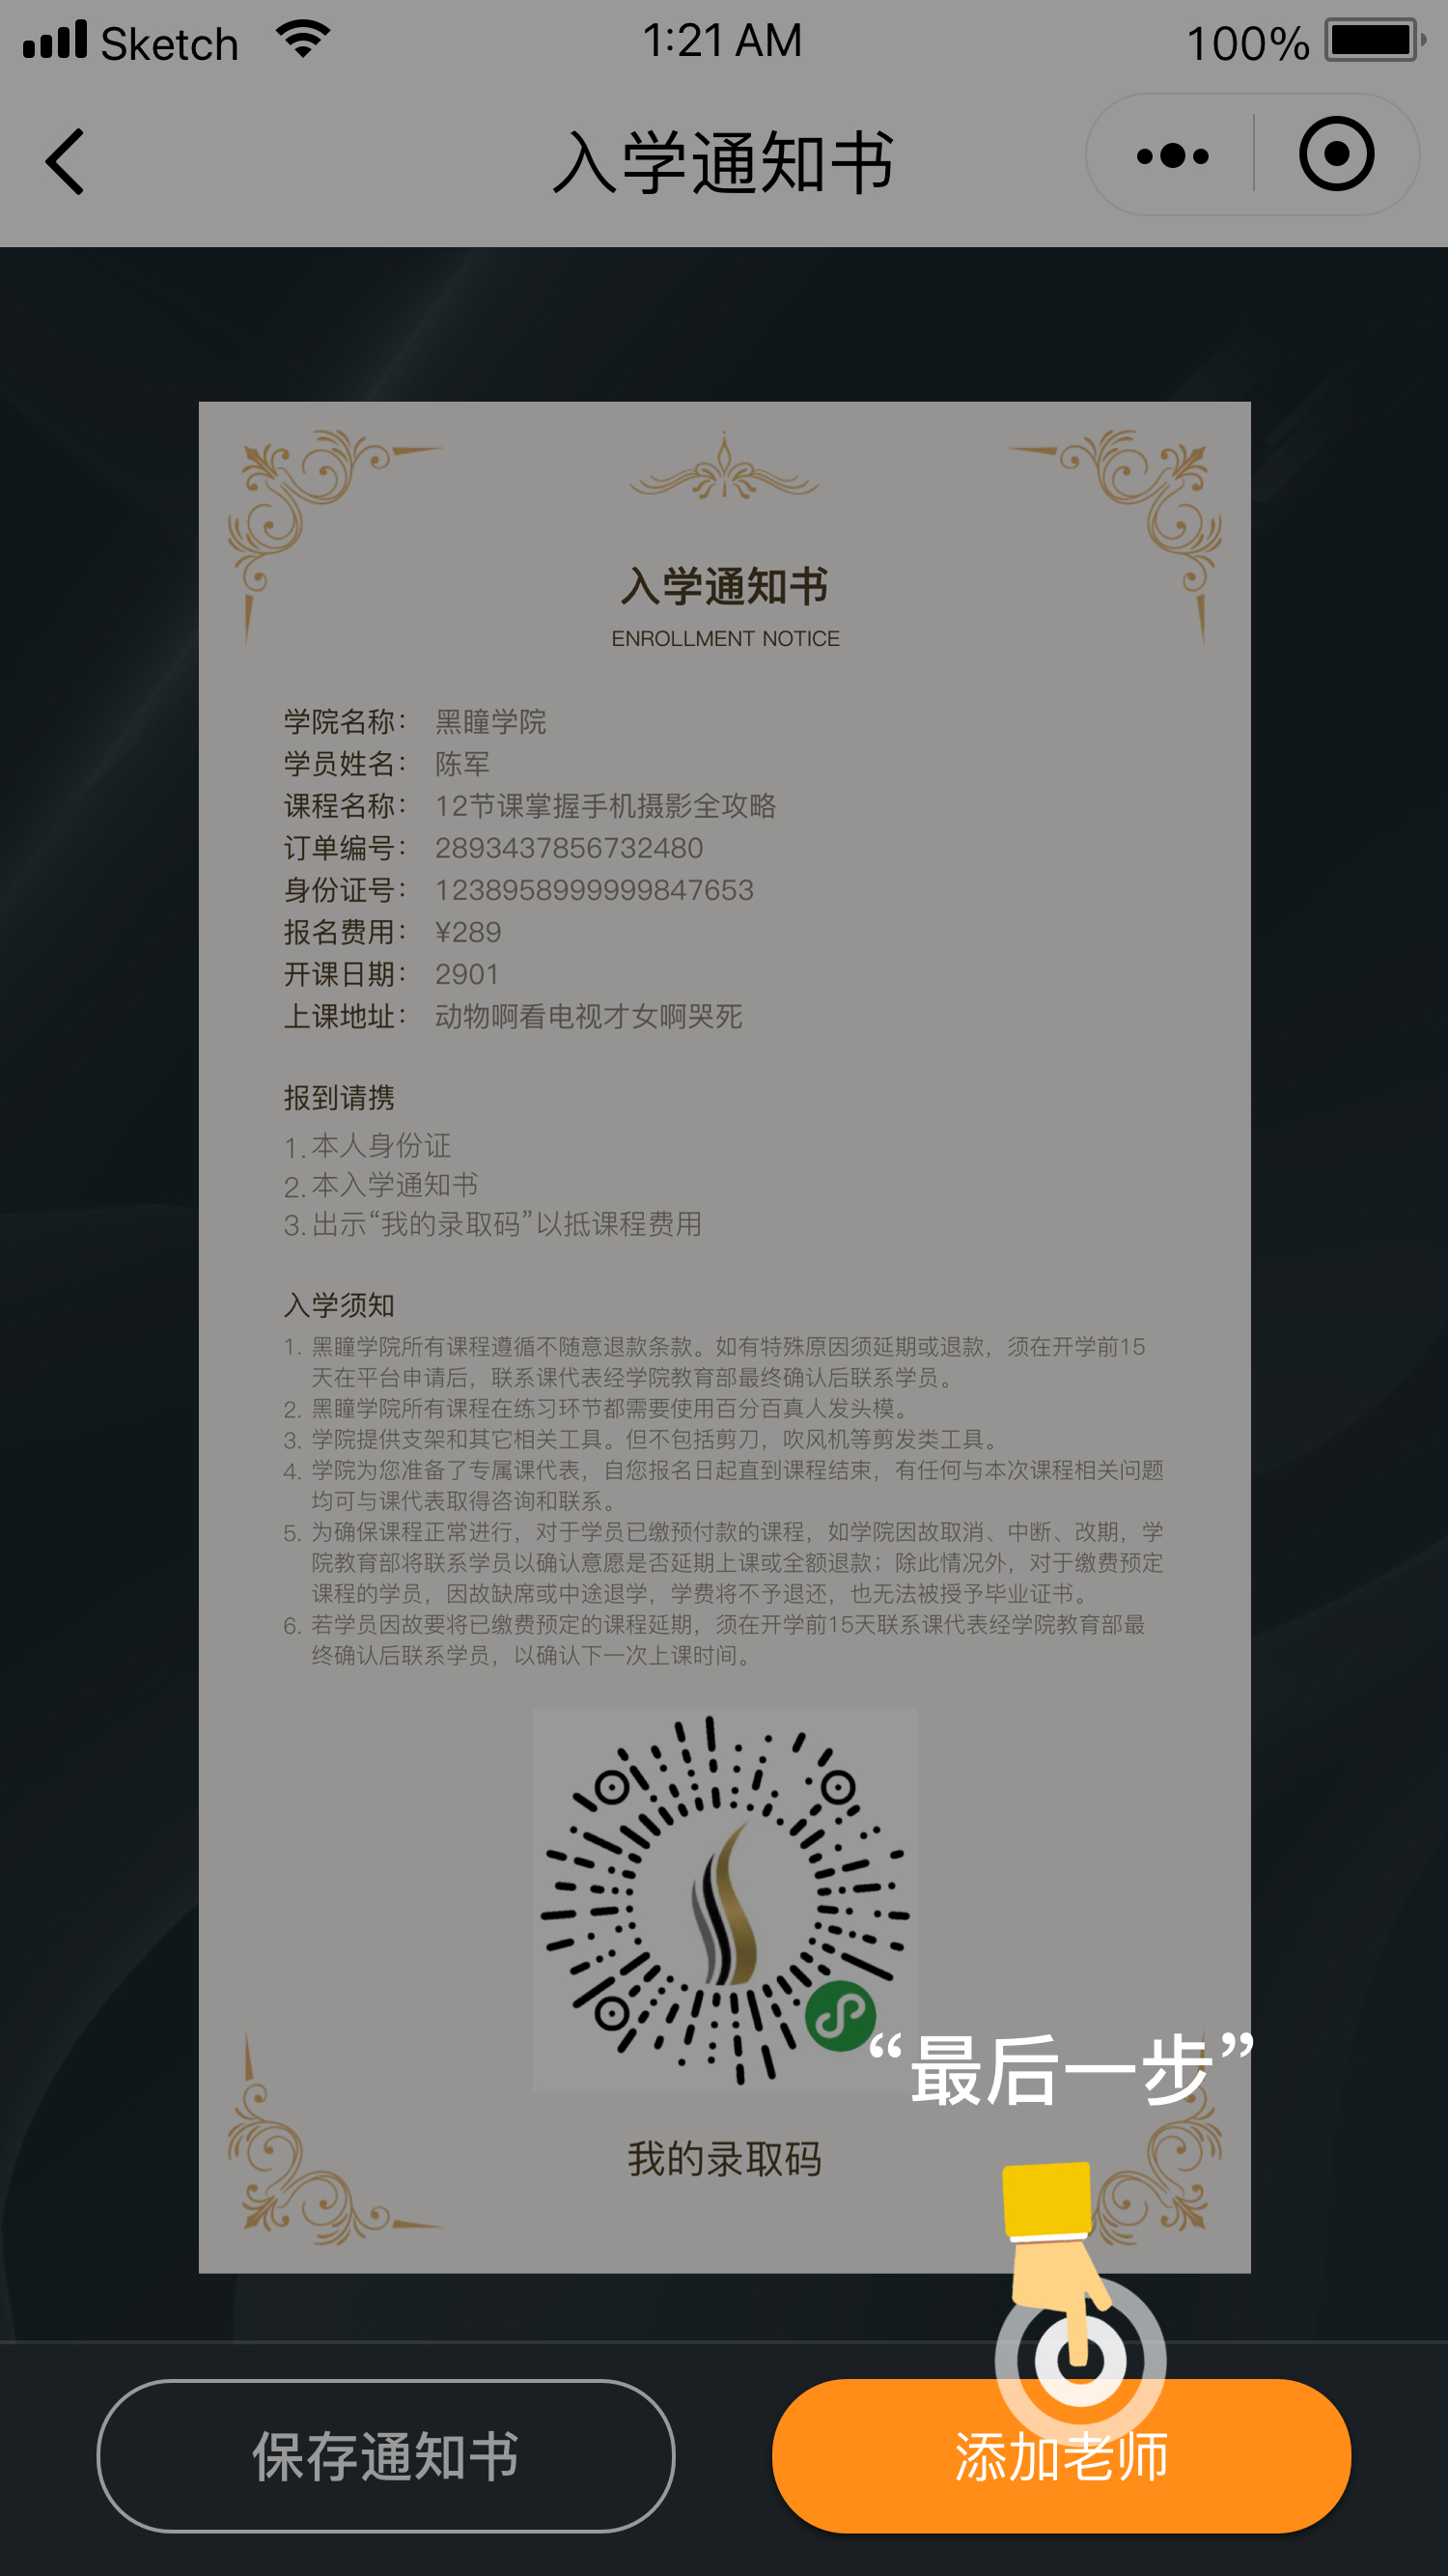 Sketch
1:21 AM
100%
入学通知书
入学通知书
ENROLLMENT NOTICE
学院名称： 黑瞳学院
学员姓名： 陈军
课程名称： 12节课掌握手机摄影全攻略
订单编号： 2893437856732480
身份证号： 1238958999999847653
报名费用： ¥289
开课日期： 2901
上课地址： 动物啊看电视才女啊哭死
报到请携
1. 本人身份证
2. 本入学通知书
3. 出示“我的录取码”以抵课程费用
入学须知
1. 黑瞳学院所有课程遵循不随意退款条款。如有特殊原因须延期或退款，须在开学前15
天在平台申请后，联系课代表经学院教育部最终确认后联系学员。
2. 黑瞳学院所有课程在练习环节都需要使用百分百真人发头模。
3. 学院提供支架和其它相关工具。但不包括剪刀，吹风机等剪发类工具。
4. 学院为您准备了专属课代表，自您报名日起直到课程结束，有任何与本次课程相关问题
均可与课代表取得咨询和联系。
5. 为确保课程正常进行，对于学员已缴预付款的课程，如学院因故取消、中断、改期，学
院教育部将联系学员以确认意愿是否延期上课或全额退款；除此情况外，对于缴费预定
课程的学员，因故缺席或中途退学，学费将不予退还，也无法被授予毕业证书。
6. 若学员因故要将已缴费预定的课程延期，须在开学前15天联系课代表经学院教育部最
终确认后联系学员，以确认下一次上课时间。
“最后一步”
我的录取码
保存通知书
添加老师